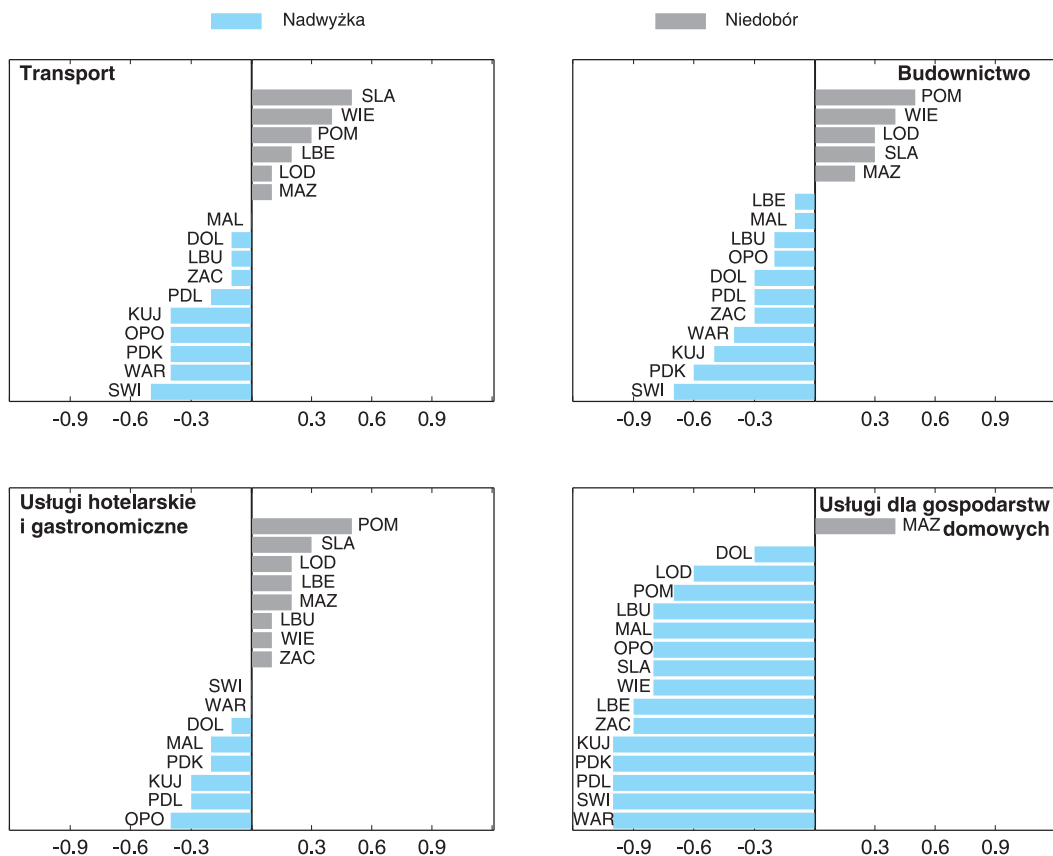 Nadwyżka
Niedobór
Transport
SLA
WIE
POM
LBE
LOD
MAZ
MAL
DOL
LBU
ZAC
PDL
KUJ
OPO
PDK
WAR
SWI
-0.9 -0.6 -0.3 0.3 0.6 0.9
Budownictwo
POM
WIE
LOD
SLA
MAZ
LBE
MAL
LBU
OPO
DOL
PDL
ZAC
WAR
KUJ
PDK
SWI
-0.9 -0.6 -0.3 0.3 0.6 0.9
Usługi hotelarskie
i gastronomiczne
POM
SLA
LOD
LBE
MAZ
LBU
WIE
ZAC
SWI
WAR
DOL
MAL
PDK
KUJ
PDL
OPO
-0.9 -0.6 -0.3 0.3 0.6 0.9
Usługi dla gospodarstw
domowych
MAZ
DOL
LOD
POM
LBU
MAL
OPO
SLA
WIE
LBE
ZAC
KUJ
PDK
PDL
SWI
WAR
-0.9 -0.6 -0.3 0.3 0.6 0.9